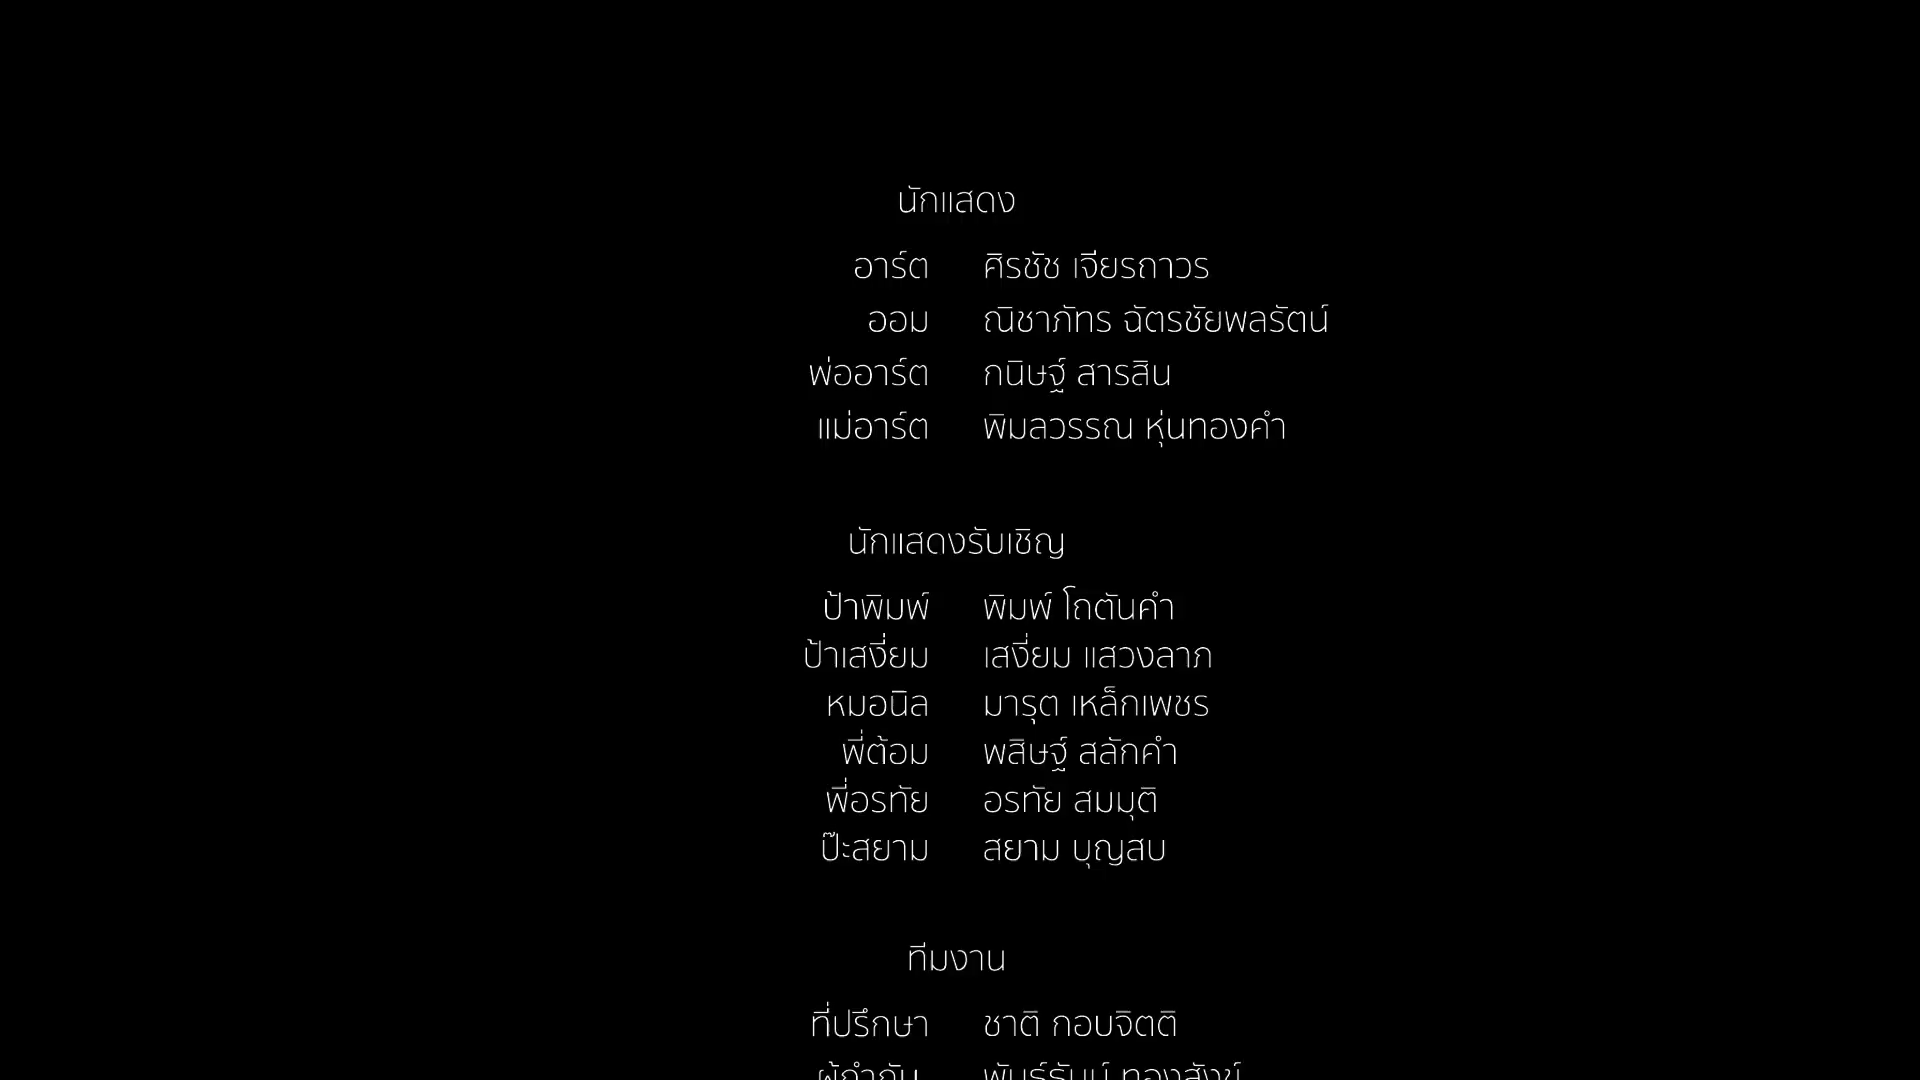 นักแสดง
อาร์ต ศิรชัช เจียรถาวร
ออม ณิชาภัทร ฉัตรชัยพลรัตน์
พ่ออาร์ต กนิษฐ์ สารสิน
แม่อาร์ต พิมลวรรณ หุ่นทองคำ
นักแสดงรับเชิญ
ป้าพิมพ์ พิมพ์ โถตันคำ
ป้าเสงี่ยม เสงี่ยม แสวงลาภ
หมอนิล มารุต เหล็กเพชร
พี่ต้อม พสิษฐ์ สลักคำ
พี่อรทัย อรทัย สมมุติ
ป๊ะสยาม สยาม บุญสบ
ทีมงาน
ที่ปรึกษา ชาติ กอบจิตติ
ผู้กำกับ